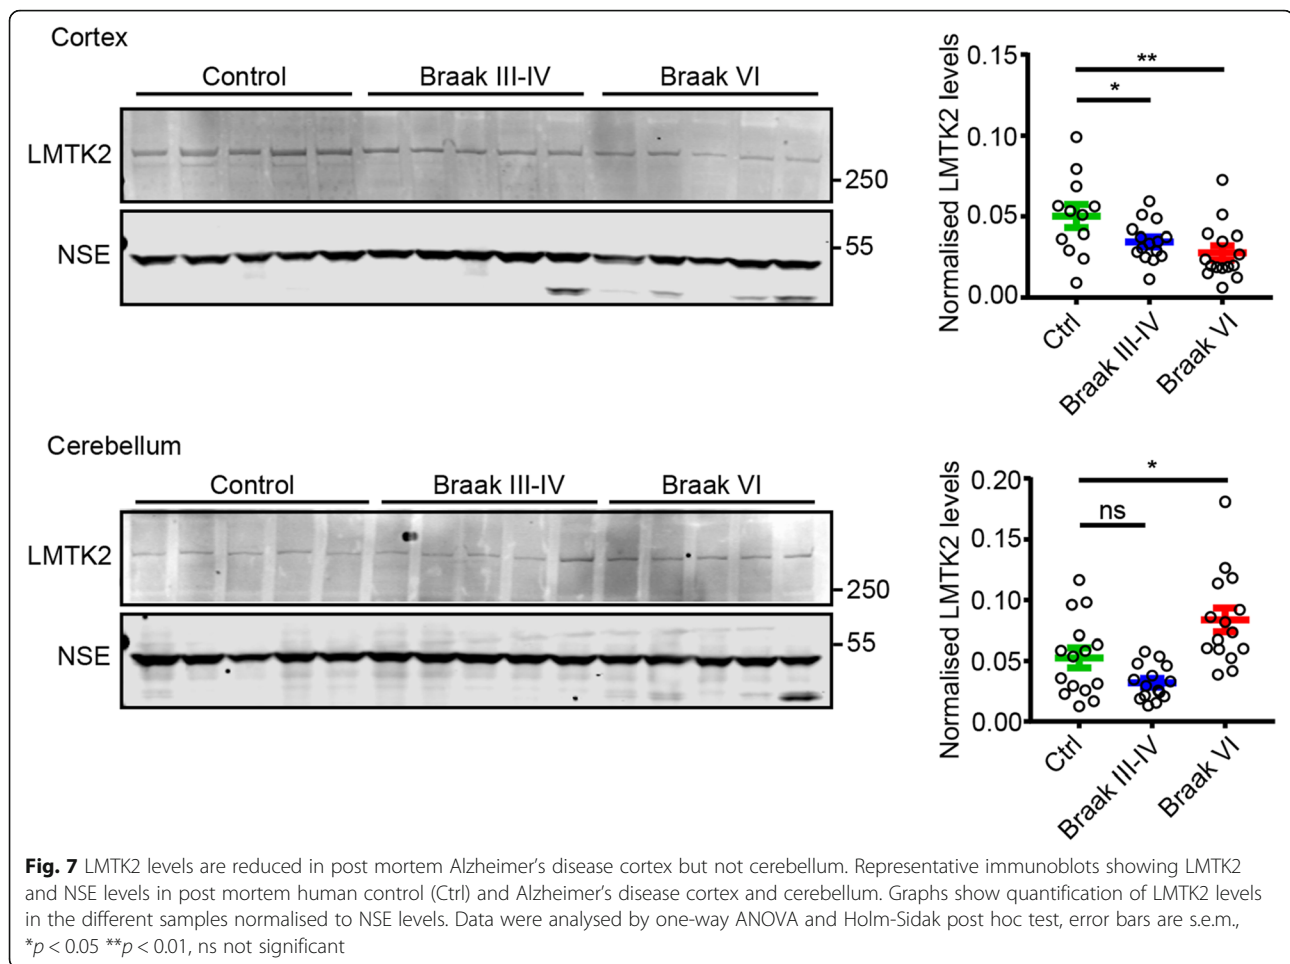 Cortex
Control Braak III-IV Braak VI
LMTK2
250
NSE
55
Normalised LMTK2 levels
0.15
0.10
0.05
0.00
**
*
Ctrl
Braak III-IV
Braak VI
Cerebellum
Control Braak III-IV Braak VI
LMTK2
250
NSE
55
Normalised LMTK2 levels
0.20
0.15
0.10
0.05
0.00
*
ns
Ctrl
Braak III-IV
Braak VI
Fig. 7 LMTK2 levels are reduced in post mortem Alzheimer's disease cortex but not cerebellum. Representative immunoblots showing LMTK2
and NSE levels in post mortem human control (Ctrl) and Alzheimer's disease cortex and cerebellum. Graphs show quantification of LMTK2 levels
in the different samples normalised to NSE levels. Data were analysed by one-way ANOVA and Holm-Sidak post hoc test, error bars are s.e.m.,
*p < 0.05 **p < 0.01, ns not significant